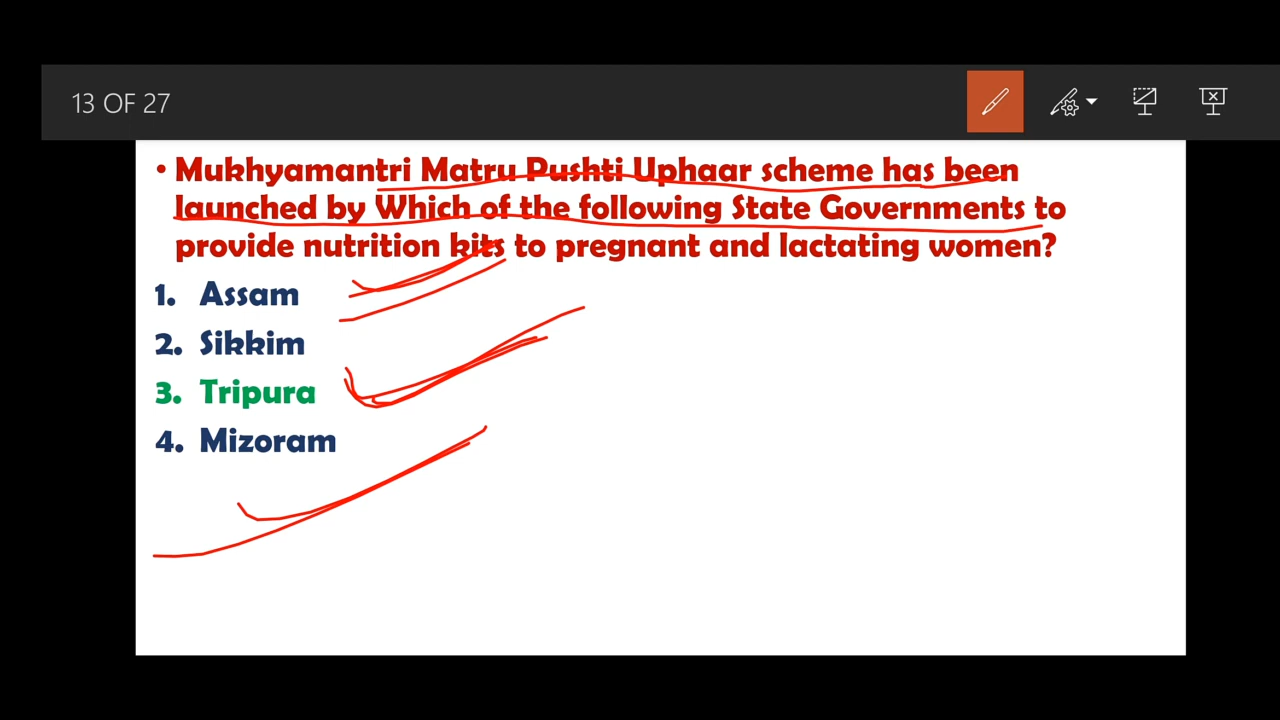 13 OF 27
• Mukhyamantri Matru Pushti Uphaar scheme has been
launched by Which of the following State Governments to
provide nutrition kits to pregnant and lactating women?
1. Assam
2. Sikkim
3. Tripura
4. Mizoram